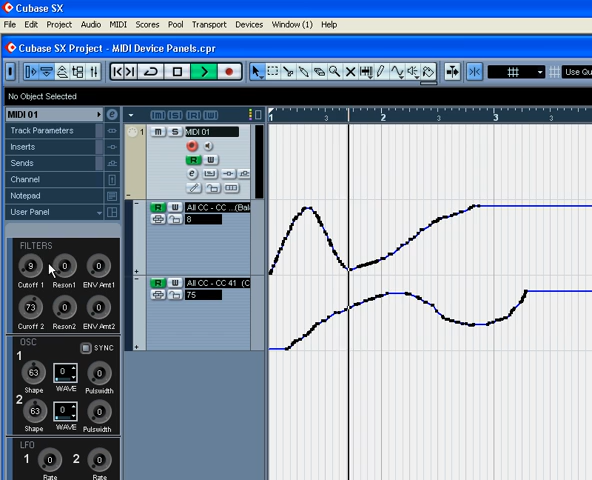 Cubase SX
File Edit Project Audio MIDI Scores Pool Transport Devices Window (1) Help
Cubase SX Project - MIDI Device Panels.cpr
Use Qu
No Object Selected
MIDI 01
Track Parameters
Inserts
Sends
Channel
Notepad
User Panel
FILTERS
9 0 0
Cutoff 1 Reson1 ENV Amt1
73 0 0
Curoff 2 Reson2 ENV Amt2
OSC
SYNC
1
63 0 0
Shape WAVE Pulswidth
2
63 0 0
Shape WAVE Pulswidth
LFO
1 0 2 0
Rate Rate
1 3 2 3 3 3
1 m S MIDI 01
R W
e
R W All CC - CC ...(Bal
8
R W All CC - CC 41 (C
75